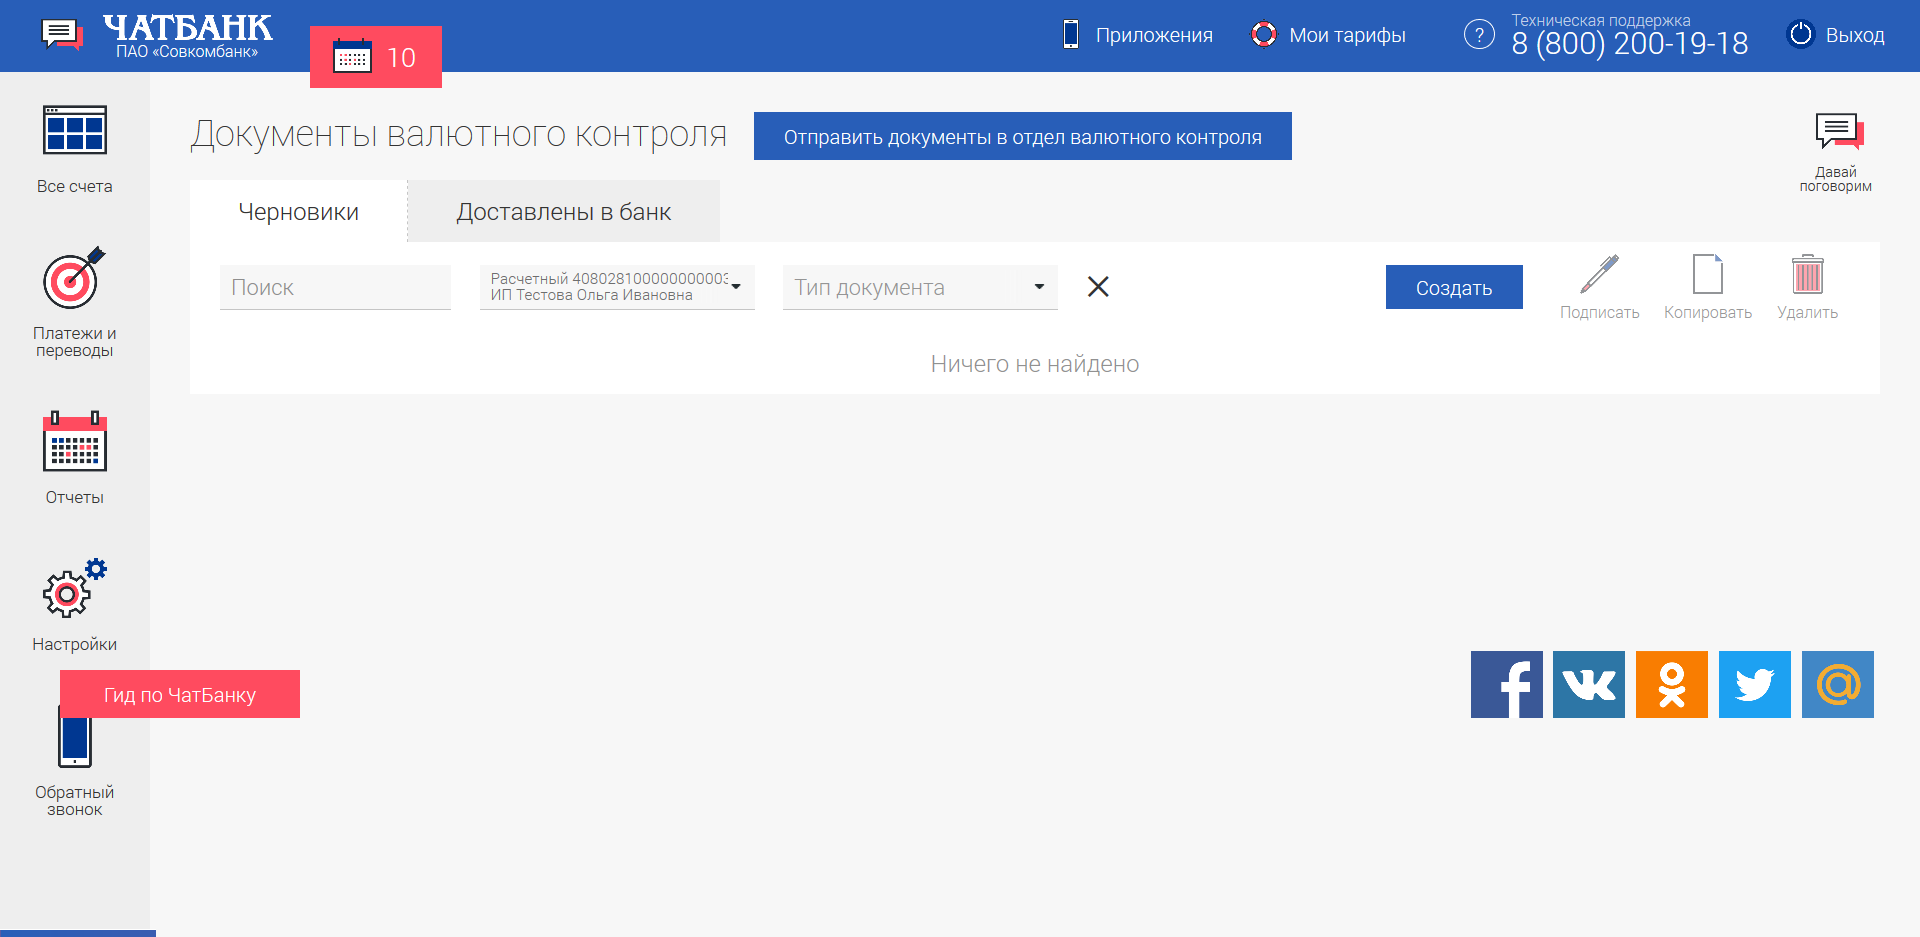 ЧАТБАНК
ПАО «Совкомбанк»
10
Приложения
Мои тарифы
?
Техническая поддержка
8 (800) 200-19-18
Выход
Все счета
Платежи и
переводы
Отчеты
Настройки
Гид по ЧатБанку
Обратный
звонок
Документы валютного контроля
Отправить документы в отдел валютного контроля
Давай
поговорим
Черновики
Доставлены в банк
Поиск
Расчетный 40802810000000003
ИП Тестова Ольга Ивановна
Тип документа
Создать
Подписать
Копировать
Удалить
Ничего не найдено